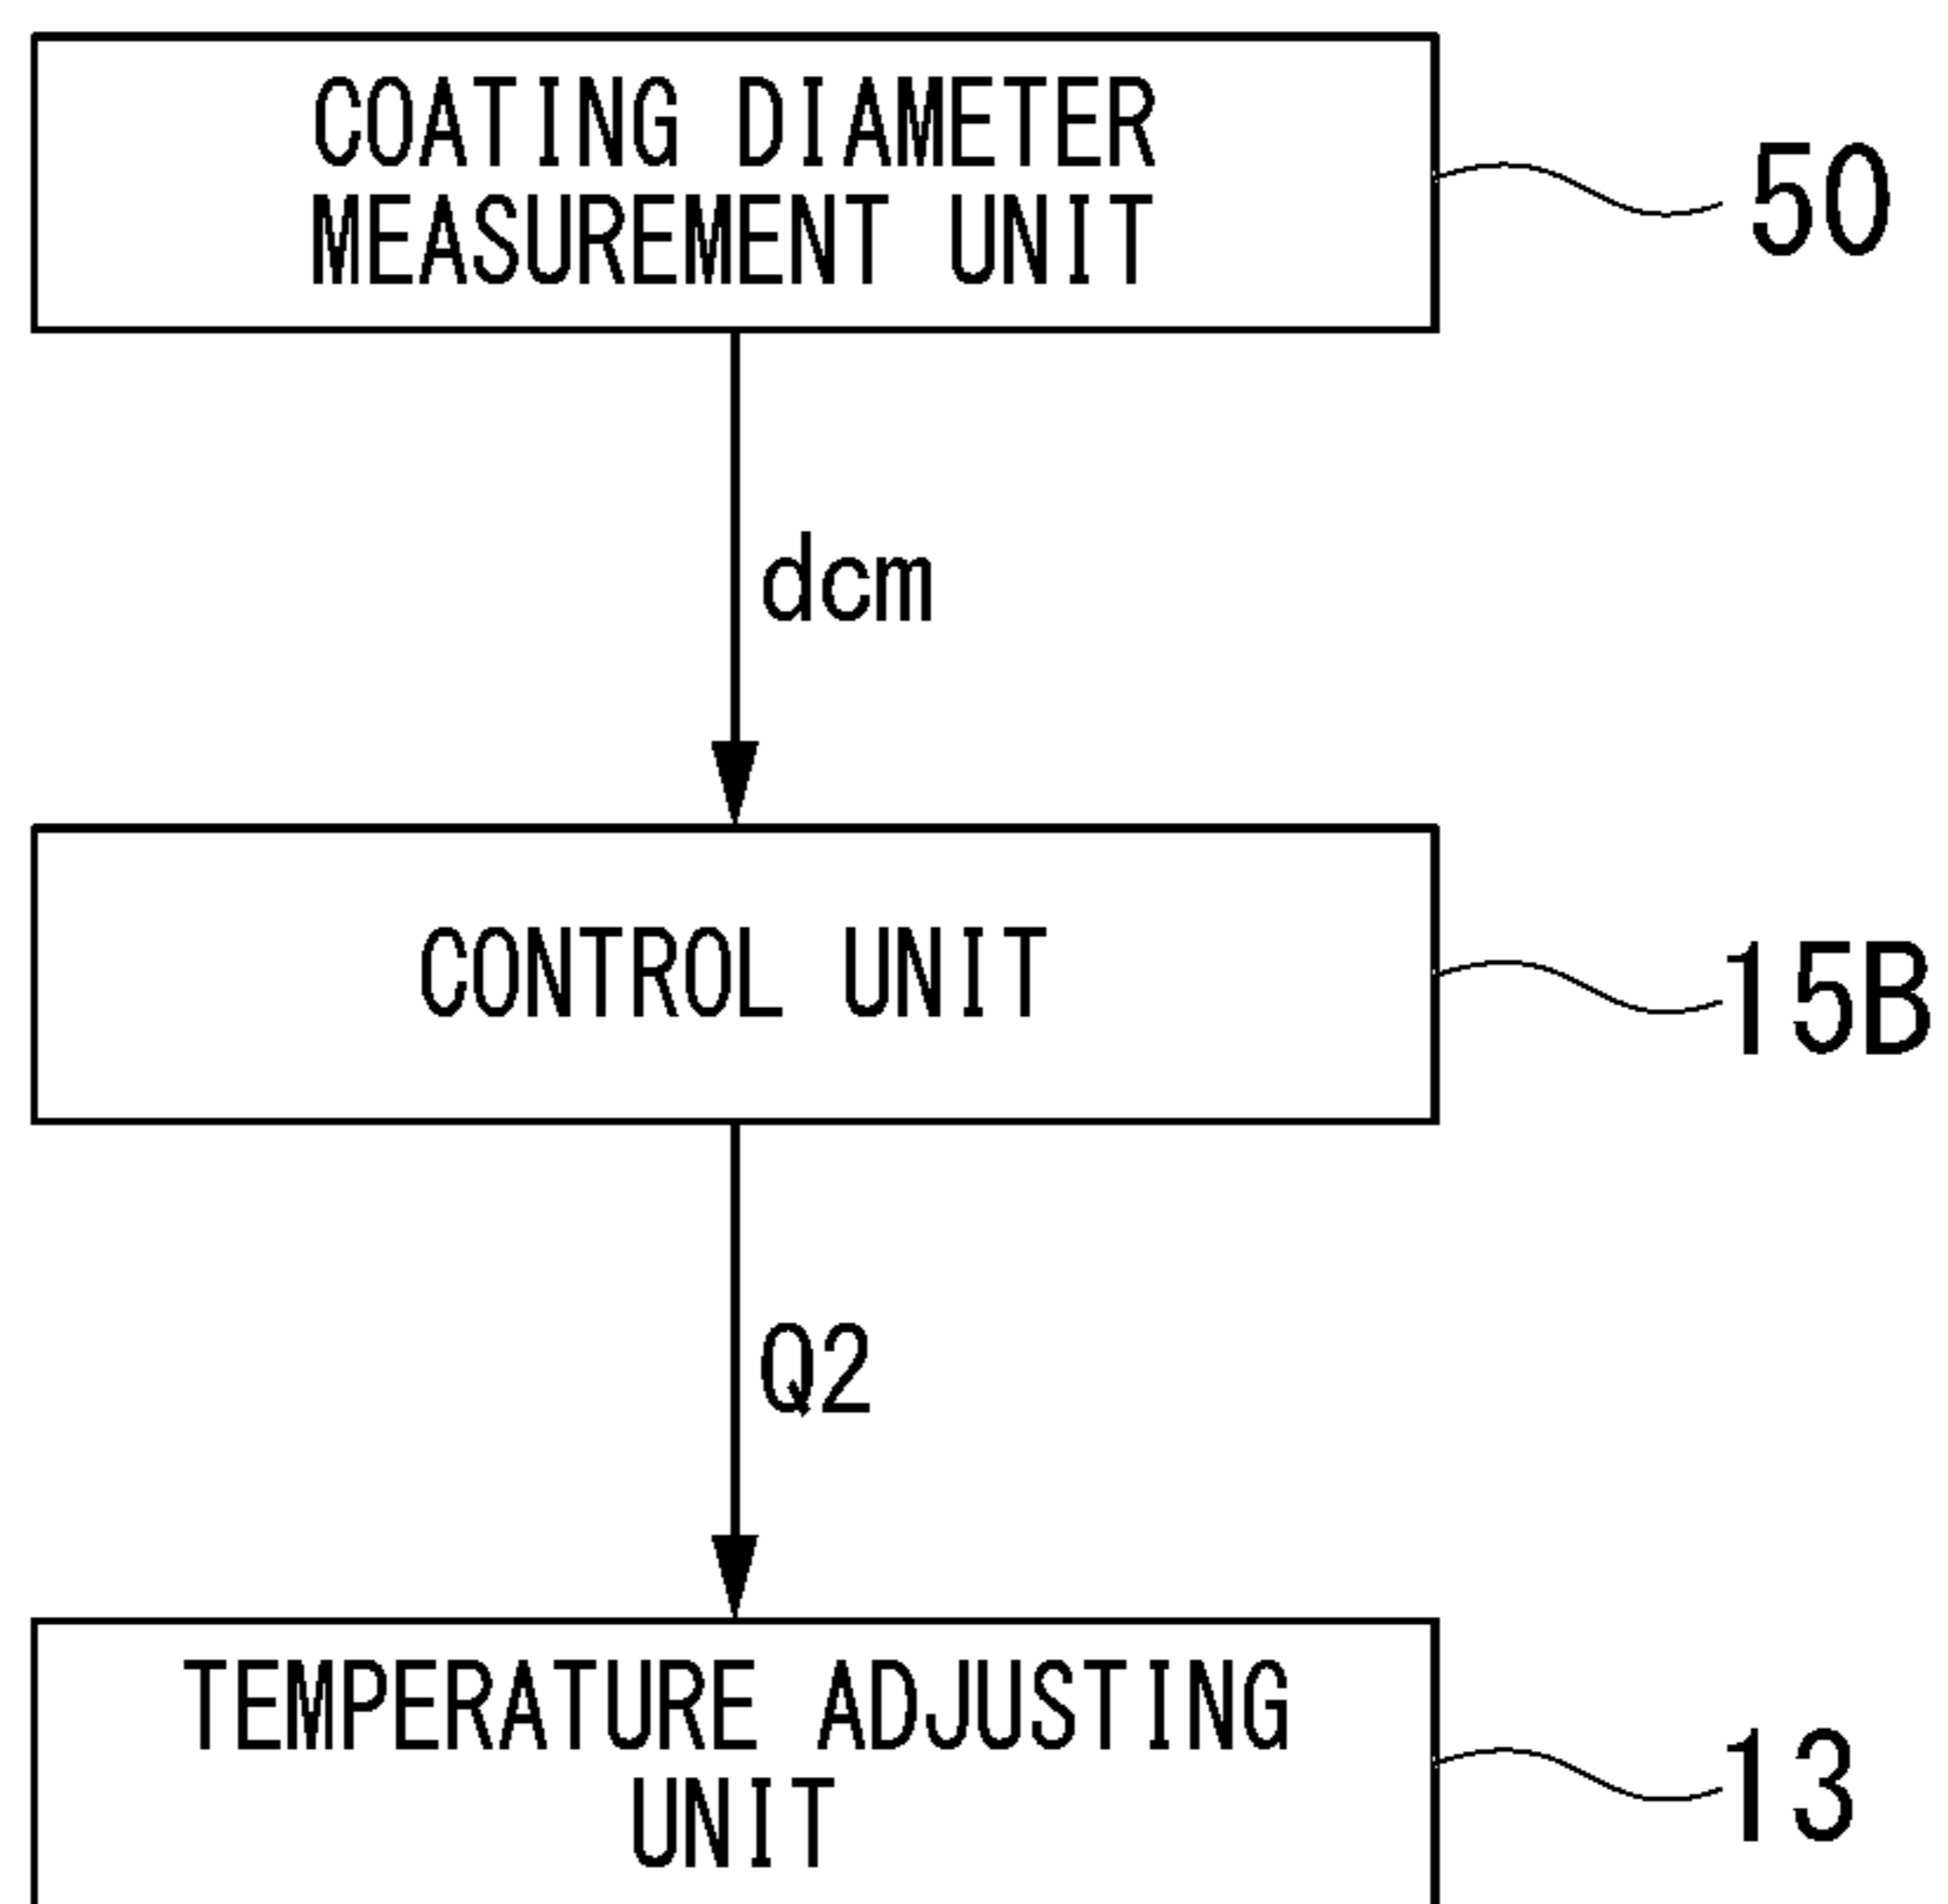 COATING DIAMETER
MEASUREMENT UNIT
50
dcm
CONTROL UNIT
15B
Q2
TEMPERATURE ADJUSTING
UNIT
13